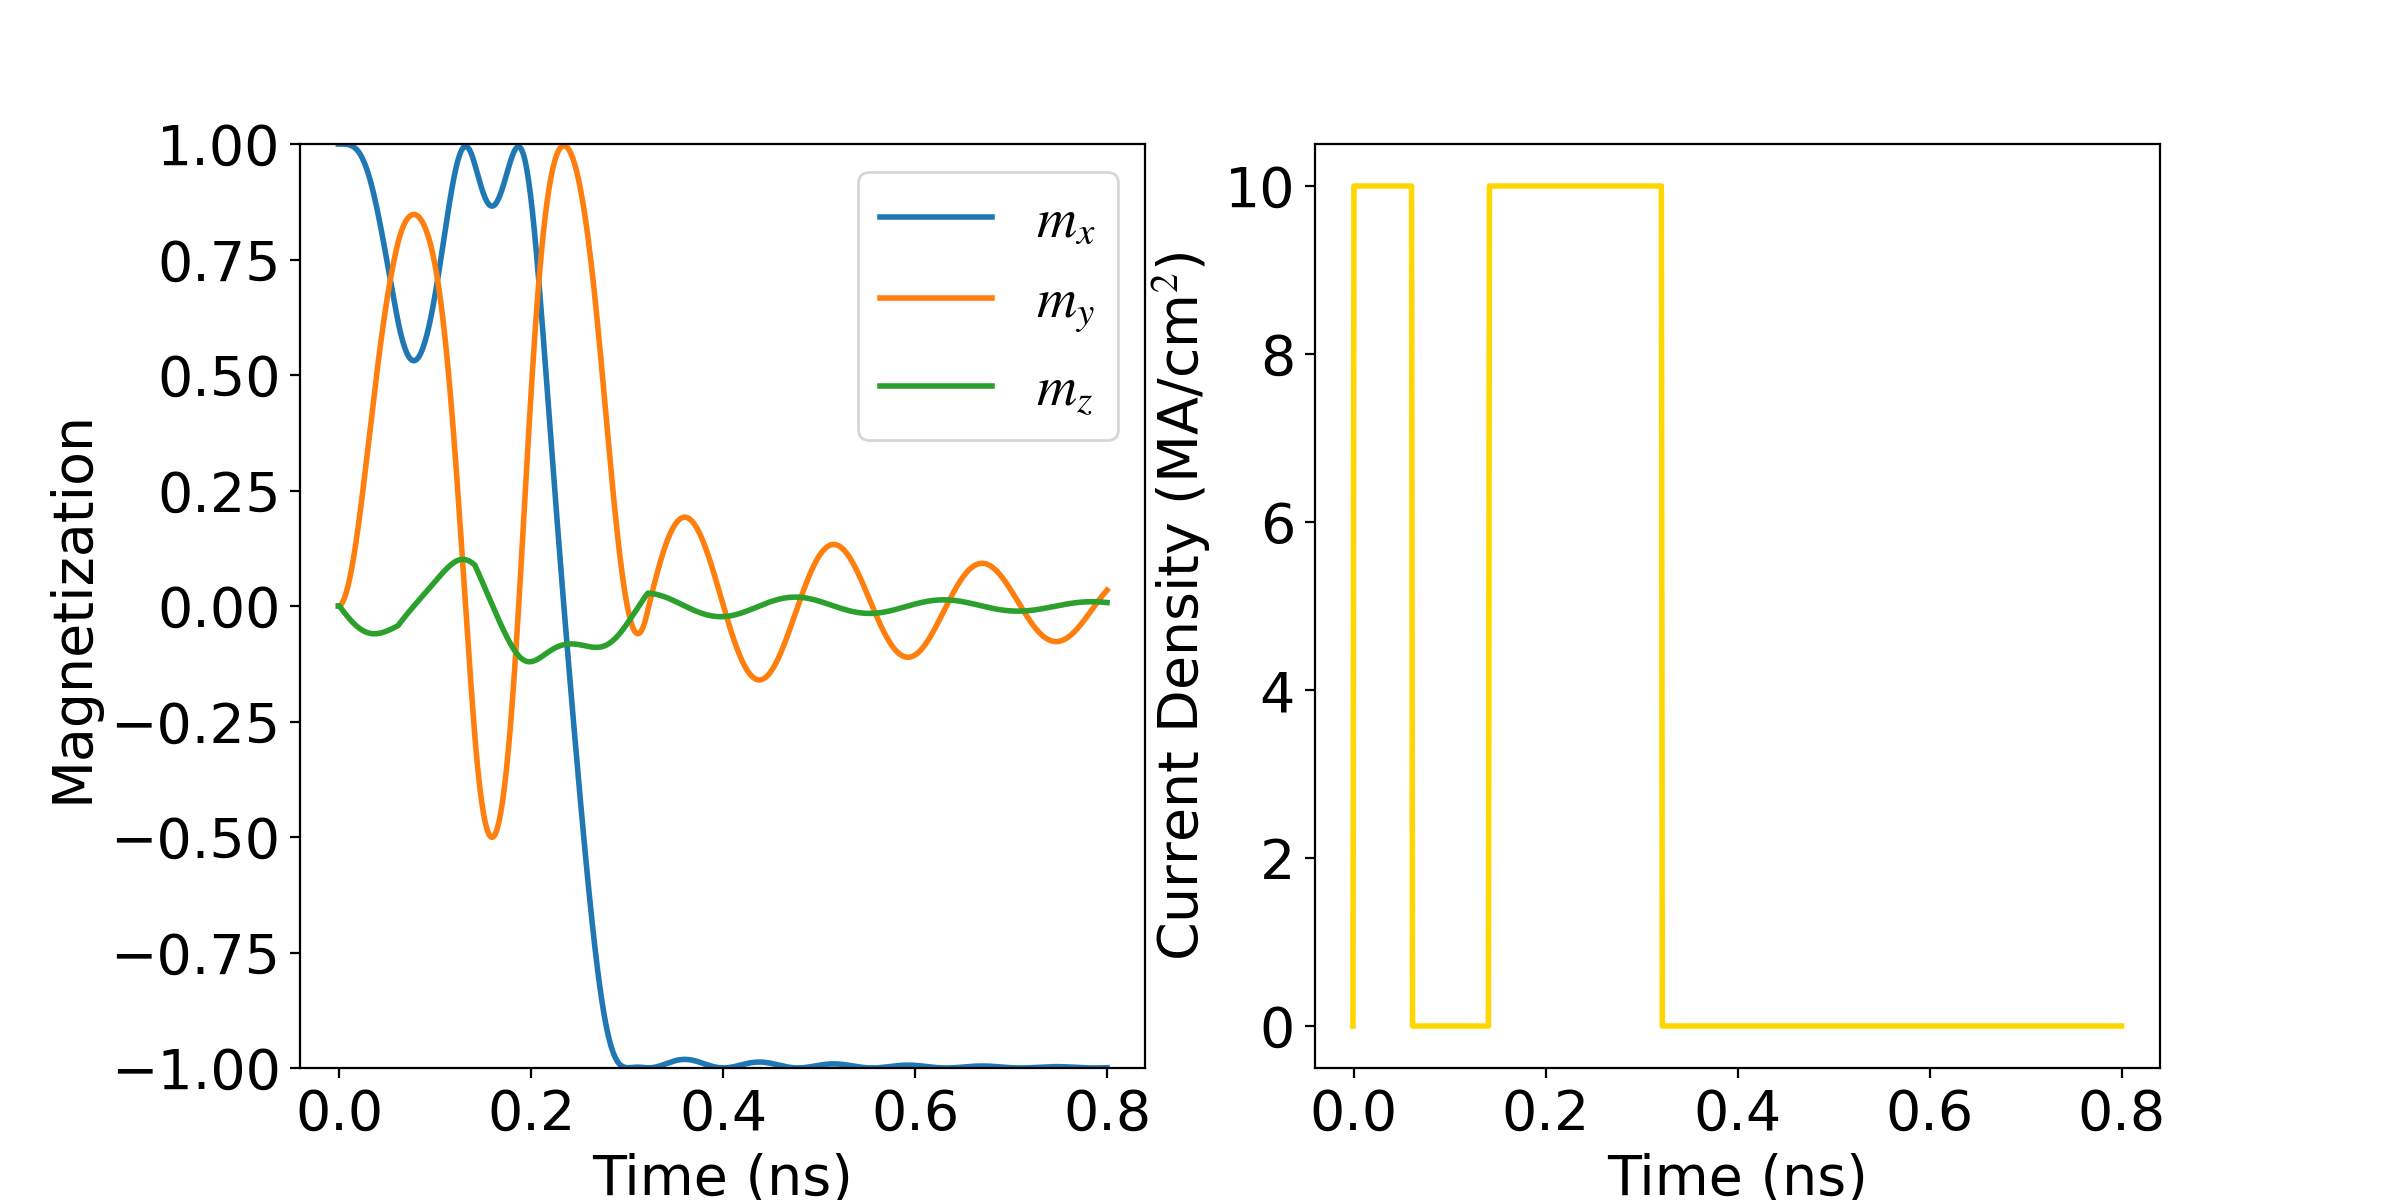 Magnetization
1.00
0.75
0.50
0.25
0.00
−0.25
−0.50
−0.75
−1.00
0.0 0.2 0.4 0.6 0.8
Time (ns)
m_x
m_y
m_z
Current Density (MA/cm²)
10
8
6
4
2
0
0.0 0.2 0.4 0.6 0.8
Time (ns)